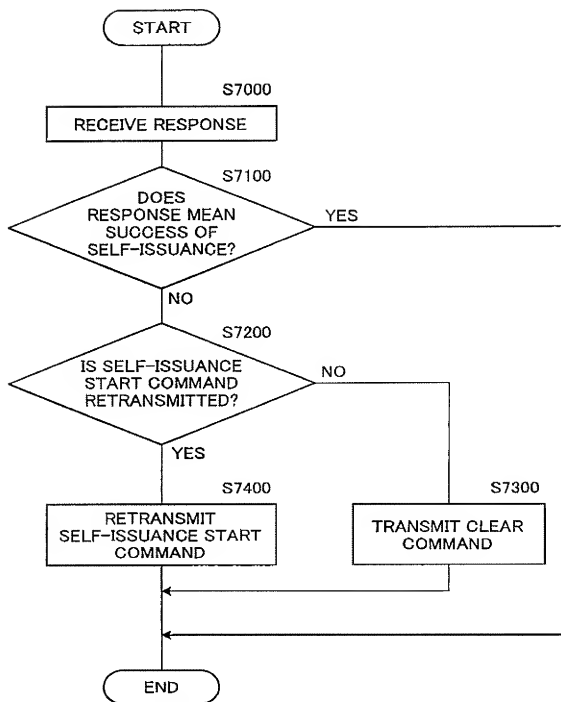 START
S7000
RECEIVE RESPONSE
S7100
DOES
RESPONSE MEAN
SUCCESS OF
SELF-ISSUANCE?
YES
NO
S7200
IS SELF-ISSUANCE
START COMMAND
RETRANSMITTED?
NO
YES
S7400
RETRANSMIT
SELF-ISSUANCE START
COMMAND
S7300
TRANSMIT CLEAR
COMMAND
END